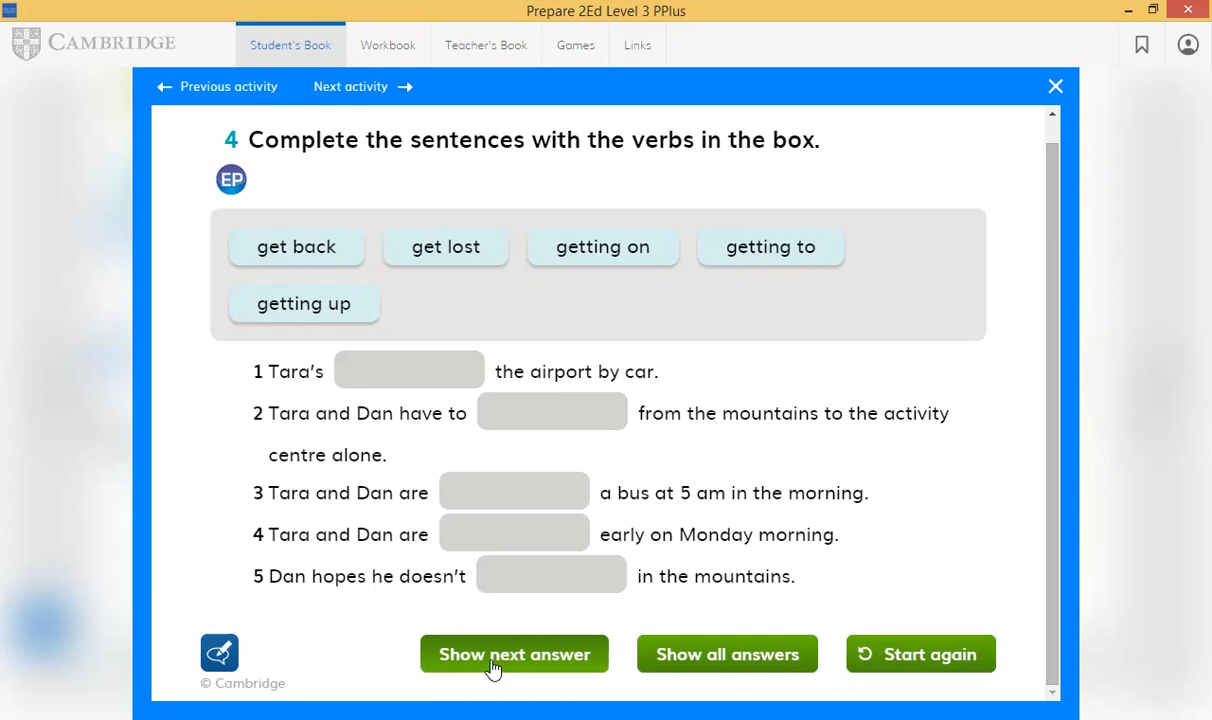 Prepare 2Ed Level 3 PPlus
CAMBRIDGE
Student's Book
Workbook
Teacher's Book
Games
Links
Previous activity
Next activity
4 Complete the sentences with the verbs in the box.
EP
get back
get lost
getting on
getting to
getting up
1 Tara's the airport by car.
2 Tara and Dan have to from the mountains to the activity
centre alone.
3 Tara and Dan are a bus at 5 am in the morning.
4 Tara and Dan are early on Monday morning.
5 Dan hopes he doesn't in the mountains.
Show next answer
Show all answers
Start again
© Cambridge